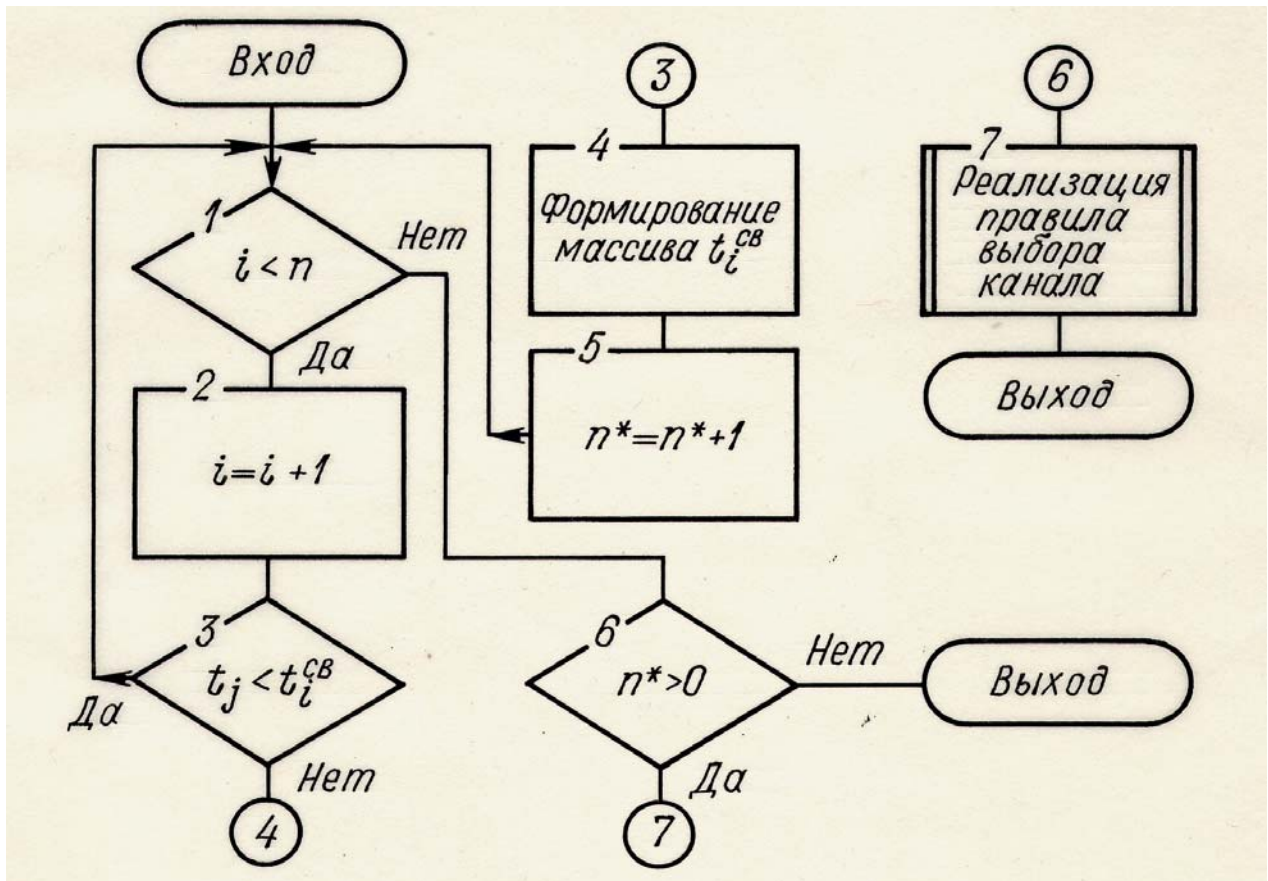 Вход
1
i < n
Нет
Да
2
i = i + 1
3
t_j < t_i^св
Да
Нет
4
3
4
Формирование
массива t_i^св
5
n* = n* + 1
6
n* > 0
Нет
Выход
Да
7
6
7
Реализация
правила
выбора
канала
Выход